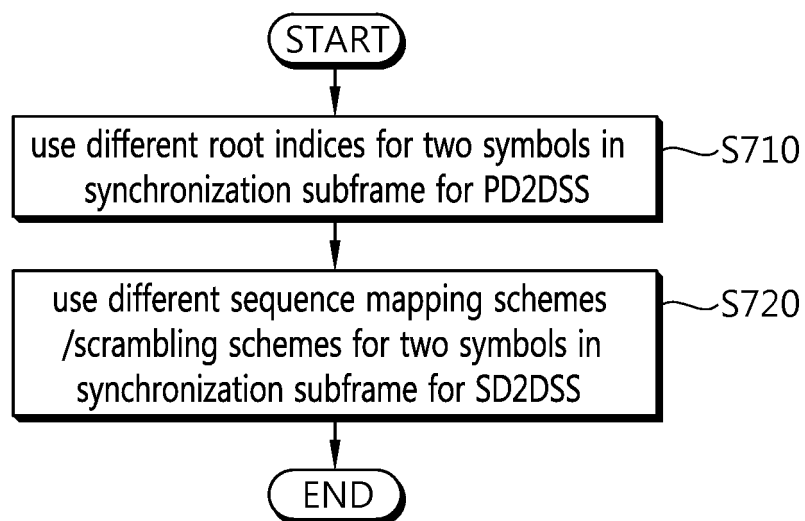 START
use different root indices for two symbols in
synchronization subframe for PD2DSS
S710
use different sequence mapping schemes
/scrambling schemes for two symbols in
synchronization subframe for SD2DSS
S720
END